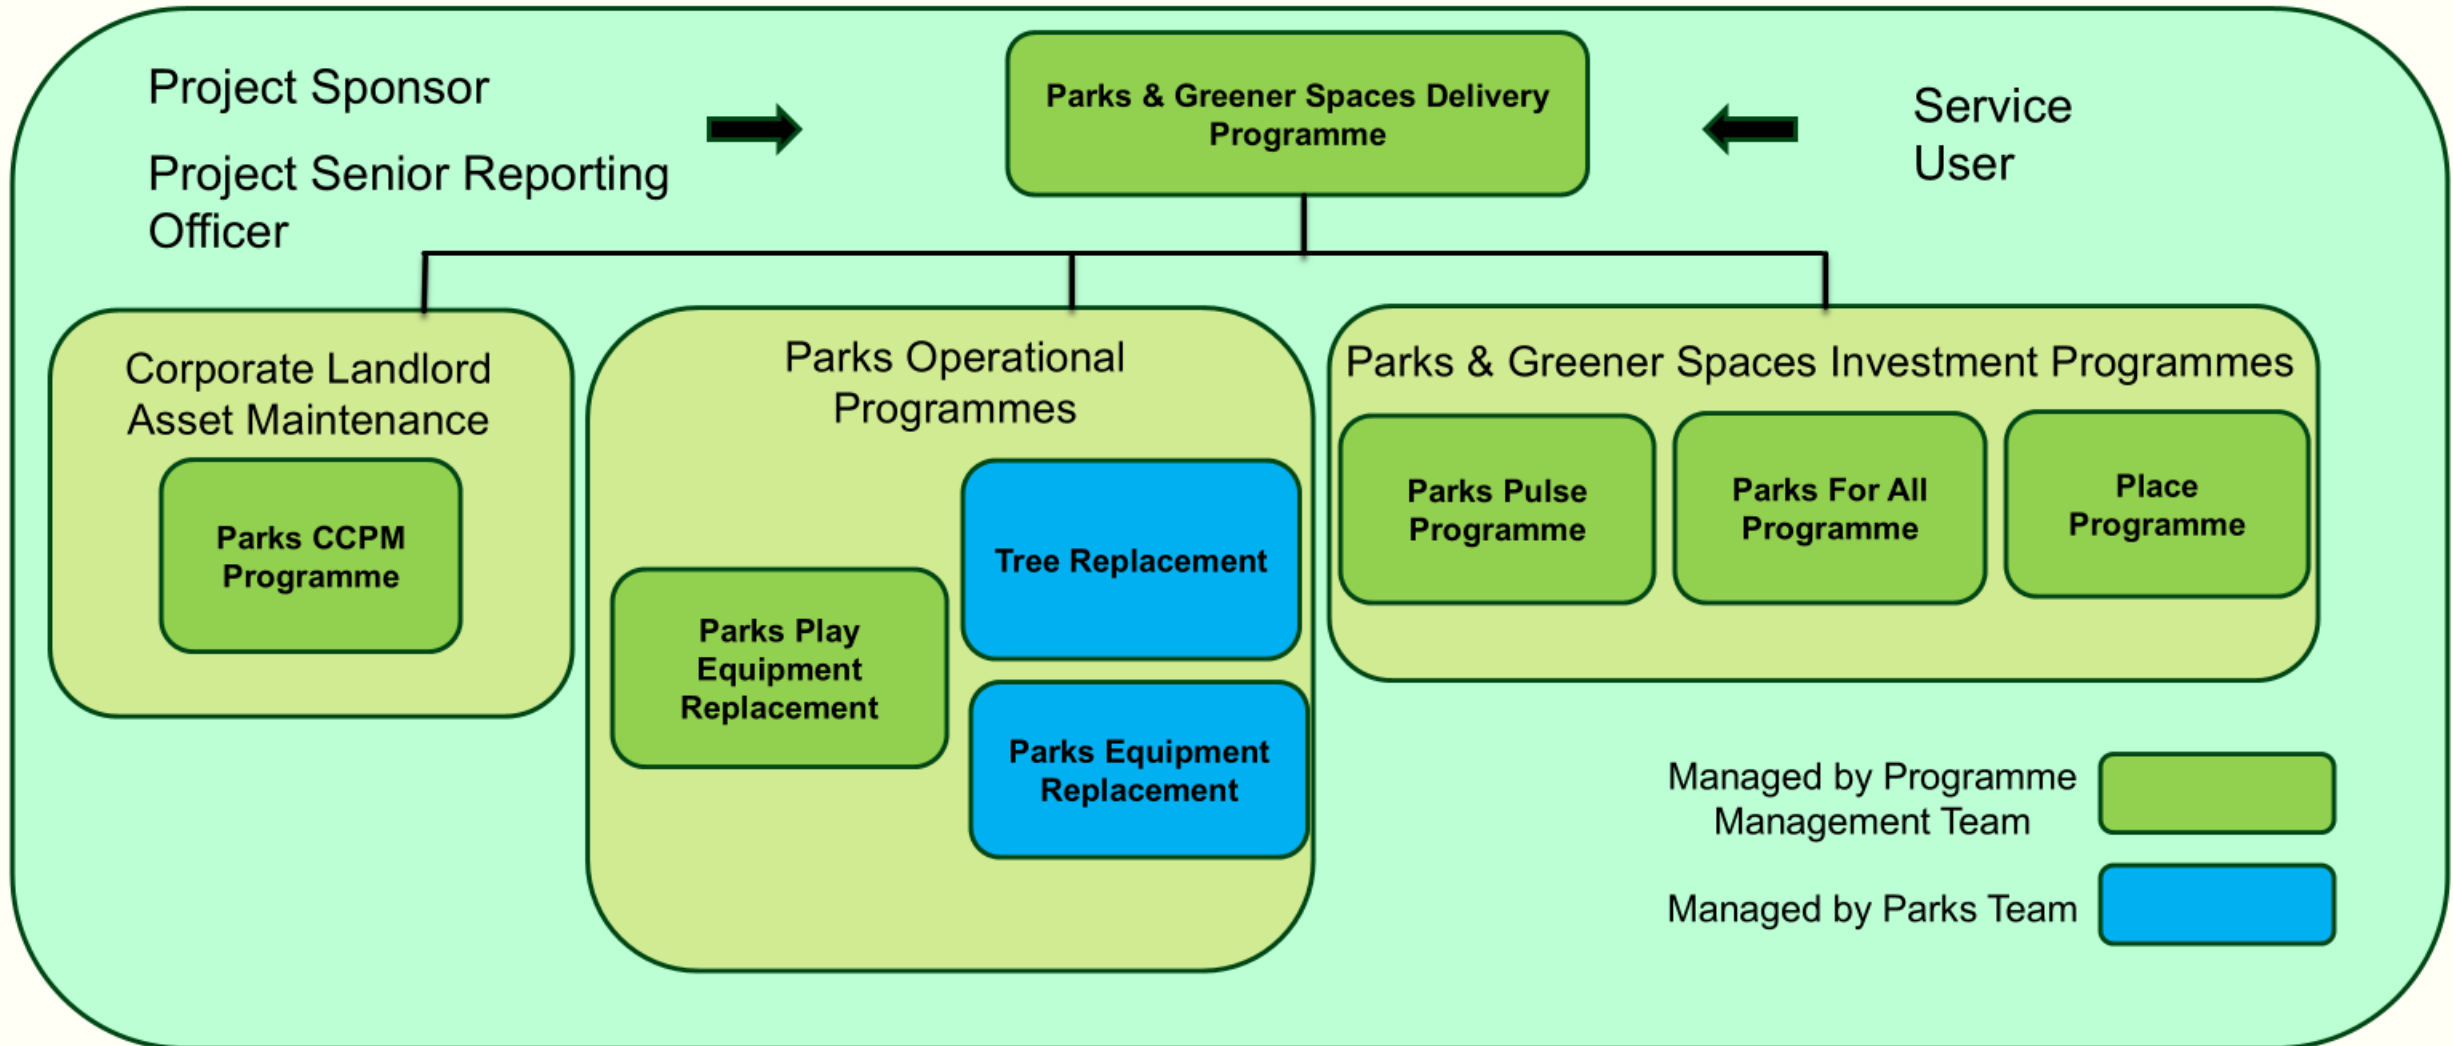 Project Sponsor
Project Senior Reporting
Officer
Parks & Greener Spaces Delivery
Programme
Service
User
Corporate Landlord
Asset Maintenance
Parks CCPM
Programme
Parks Operational
Programmes
Tree Replacement
Parks Play
Equipment
Replacement
Parks Equipment
Replacement
Parks & Greener Spaces Investment Programmes
Parks Pulse
Programme
Parks For All
Programme
Place
Programme
Managed by Programme
Management Team
Managed by Parks Team